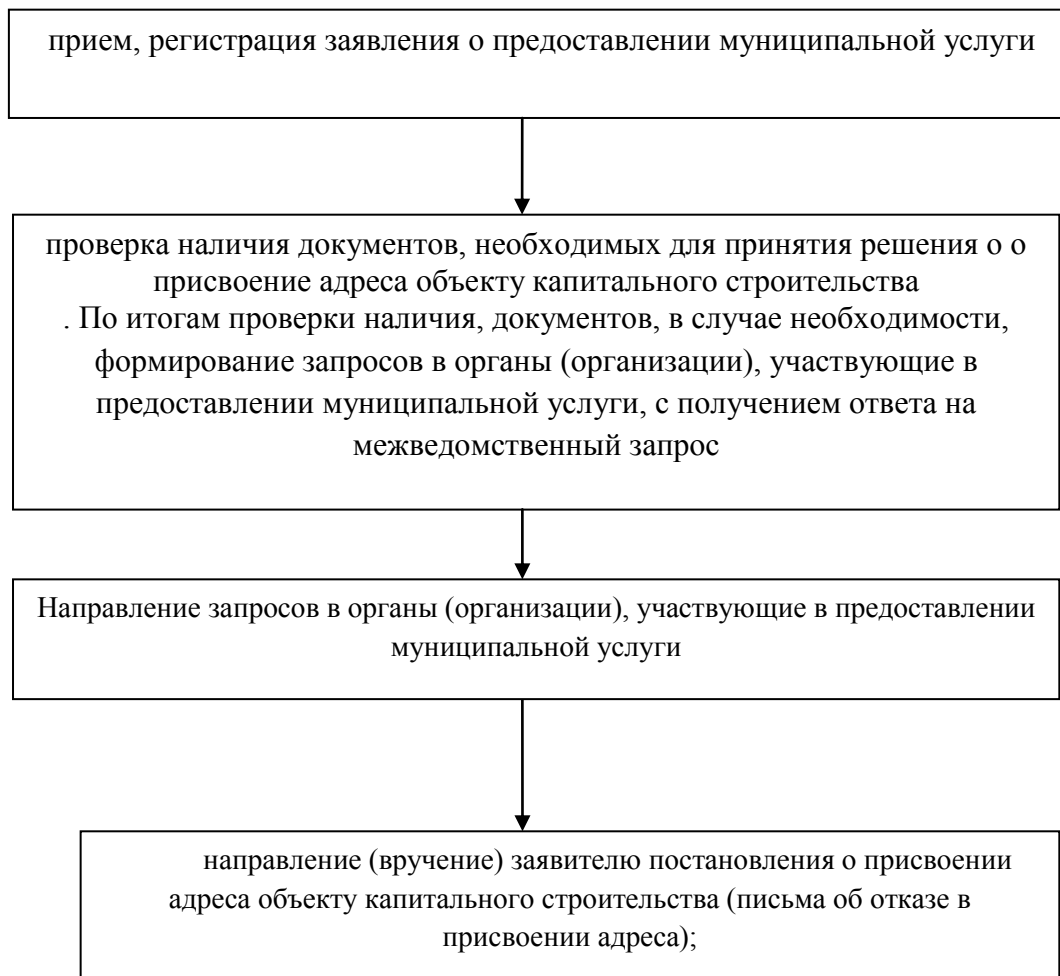 прием, регистрация заявления о предоставлении муниципальной услуги
проверка наличия документов, необходимых для принятия решения о о
присвоение адреса объекту капитального строительства
. По итогам проверки наличия, документов, в случае необходимости,
формирование запросов в органы (организации), участвующие в
предоставлении муниципальной услуги, с получением ответа на
межведомственный запрос
Направление запросов в органы (организации), участвующие в предоставлении
муниципальной услуги
направление (вручение) заявителю постановления о присвоении
адреса объекту капитального строительства (письма об отказе в
присвоении адреса);